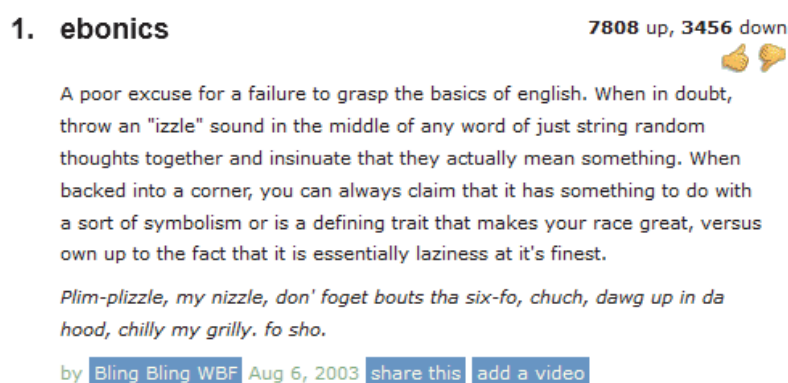 1. ebonics
7808 up, 3456 down
A poor excuse for a failure to grasp the basics of english. When in doubt,
throw an "izzle" sound in the middle of any word of just string random
thoughts together and insinuate that they actually mean something. When
backed into a corner, you can always claim that it has something to do with
a sort of symbolism or is a defining trait that makes your race great, versus
own up to the fact that it is essentially laziness at it's finest.
Plim-plizzle, my nizzle, don' foget bouts tha six-fo, chuch, dawg up in da
hood, chilly my grilly. fo sho.
by Bling Bling WBF Aug 6, 2003 share this add a video